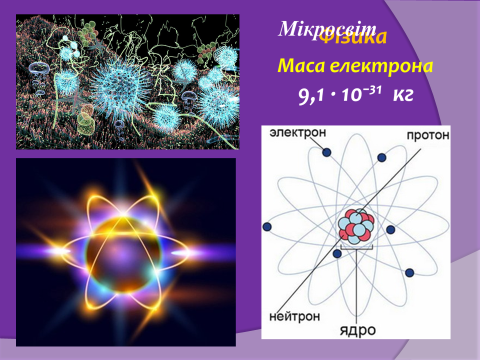 Мікросвіт
Фізика
Маса електрона
9,1 · 10⁻³¹ кг
электрон
протон
нейтрон
ядро